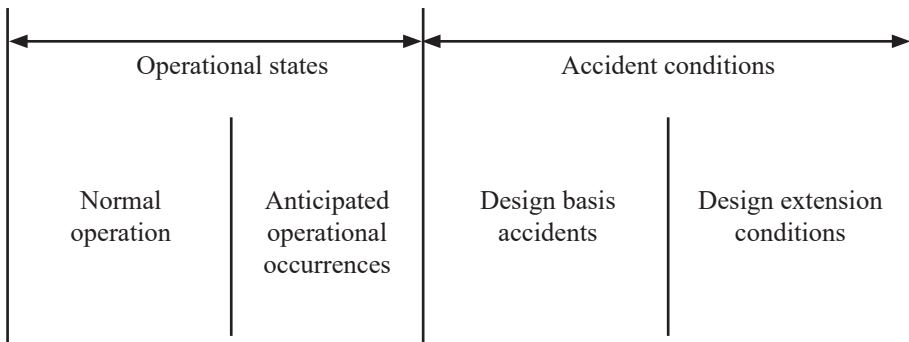 Operational states
Accident conditions
Normal
operation
Anticipated
operational
occurrences
Design basis
accidents
Design extension
conditions